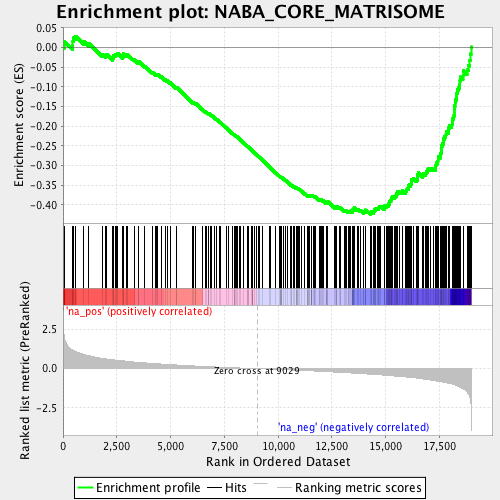 Enrichment plot: NABA_CORE_MATRISOME
Enrichment score (ES)
0.05
0.00
-0.05
-0.10
-0.15
-0.20
-0.25
-0.30
-0.35
-0.40
'na_pos' (positively correlated)
Ranked list metric (PreRanked)
2.5
0.0
-2.5
Zero cross at 9029
'na_neg' (negatively correlated)
0
2,500
5,000
7,500
10,000
12,500
15,000
17,500
Rank in Ordered Dataset
Enrichment profile
Hits
Ranking metric scores